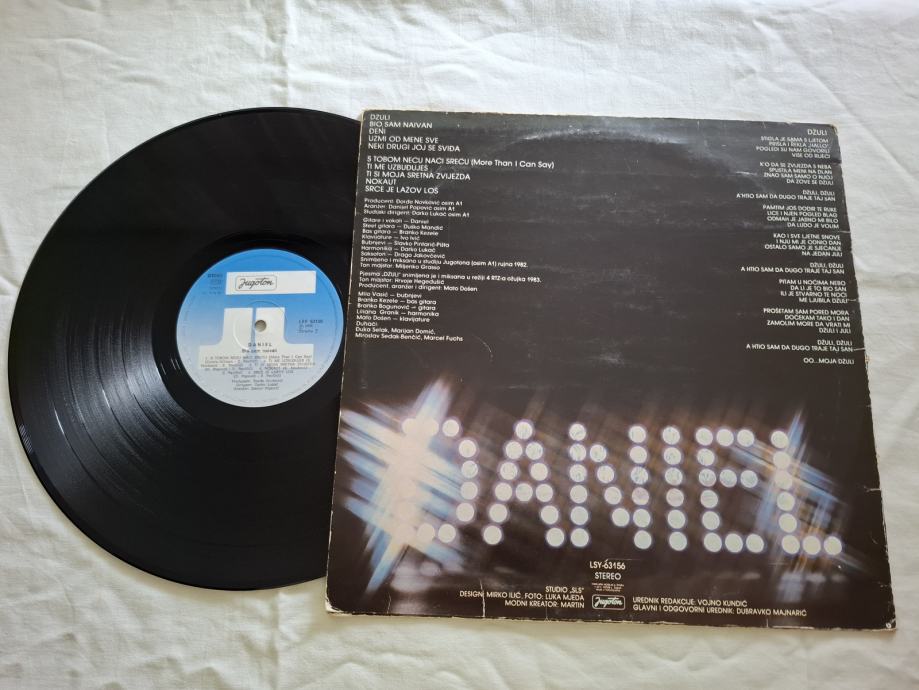 DŽULI
BIO SAM NAIVAN
DENI
UZMI OD MENE SVE
NEKI DRUGI JOJ SE SVIĐA
S TOBOM NEĆU NAĆI SREĆU (More Than I Can Say)
TI ME UZBUĐUJEŠ
TI SI MOJA SRETNA ZVIJEZDA
NOKAUT
SRCE JE LAŽOV LOŠ
Producent: Đorđe Novković osim A1
Aranžer: Danijel Popović osim A1
Studijski dirigent: Darko Lukač osim A1
Gitare i vokali — Daniel
Steel gitara — Duško Mandić
Bas gitara — Branko Kezele
Klavijature — Ivo Ivić
Bubnjevi — Slavko Pintarić-Pišta
Harmonika — Darko Lukač
Saksofon — Drago Jakovčević
Snimljeno i miksano u studiju Jugotona (osim A1) rujna 1982.
Ton majstor: Miljenko Grasso
Pjesma „DŽULI" snimljena je i miksana u režiji 4 RTZ-a ožujka 1983.
Ton majstor: Hrvoje Hegedušić
Producent, aranžer i dirigent: Mato Došen
Milo Vasić — bubnjevi
Branko Kezele — bas gitara
Branko Bogunović — gitara
Liliana Granik — harmonika
Mato Došen — klavijature
Duhači:
Duka Selak, Marijan Domić,
Miroslav Sedak-Benčić, Marcel Fuchs
DŽULI
STIGLA JE SAMA S LJETOM
PRIŠLA I REKLA „HALLO"
POGLEDI SU NAM GOVORILI
VIŠE OD RIJEČI
K'O DA SE ZVIJEZDA S NEBA
SPUSTILA MENI NA DLAN
ZNAO SAM SAMO O NJOJ
DA ZOVE SE DŽULI
DŽULI, DŽULI
A HTIO SAM DA DUGO TRAJE TAJ SAN
PAMTIM JOŠ DODIR TE RUKE
LICE I NJEN POGLED BLAG
ODMAH JE JASNO MI BILO
DA LUDO JE VOLIM
KAO I SVE LJETNE SNOVE
I NJU MI JE ODNIO DAN
OSTALO SAMO JE SJEĆANJE
NA JEDAN JULI
DŽULI, DŽULI
A HTIO SAM DA DUGO TRAJE TAJ SAN
PITAM U NOĆIMA NEBO
DA LI JE TO BIO SAN
ILI JE STVARNO TE NOĆI
ME LJUBILA DŽULI
PROŠETAM SAM PORED MORA
DOČEKAM TAKO I DAN
ZAMOLIM MORE DA VRATI MI
DŽULI I JULI
DŽULI, DŽULI
A HTIO SAM DA DUGO TRAJE TAJ SAN
OO...MOJA DŽULI
Jugoton
DANIEL
Bio sam naivan
DANIEL
LSY-63156
STEREO
STUDIO „SLS"
DESIGN: MIRKO ILIĆ, FOTO: LUKA MJEDA
MODNI KREATOR: MARTIN
Jugoton
UREDNIK REDAKCIJE: VOJNO KUNDIĆ
GLAVNI I ODGOVORNI UREDNIK: DUBRAVKO MAJNARIĆ